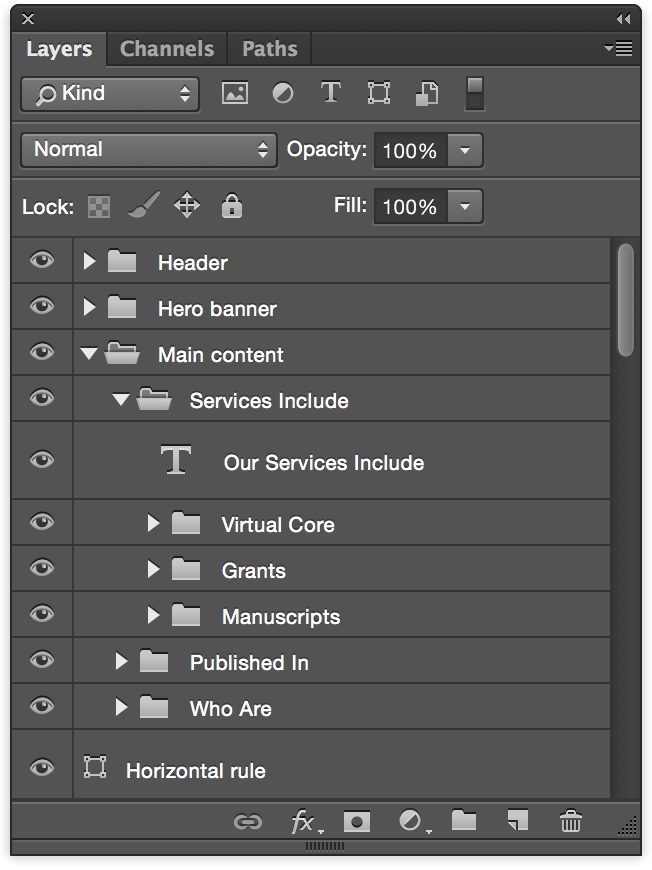 Layers Channels Paths
Kind T
Normal Opacity: 100%
Lock: Fill: 100%
Header
Hero banner
Main content
Services Include
T Our Services Include
Virtual Core
Grants
Manuscripts
Published In
Who Are
Horizontal rule
fx